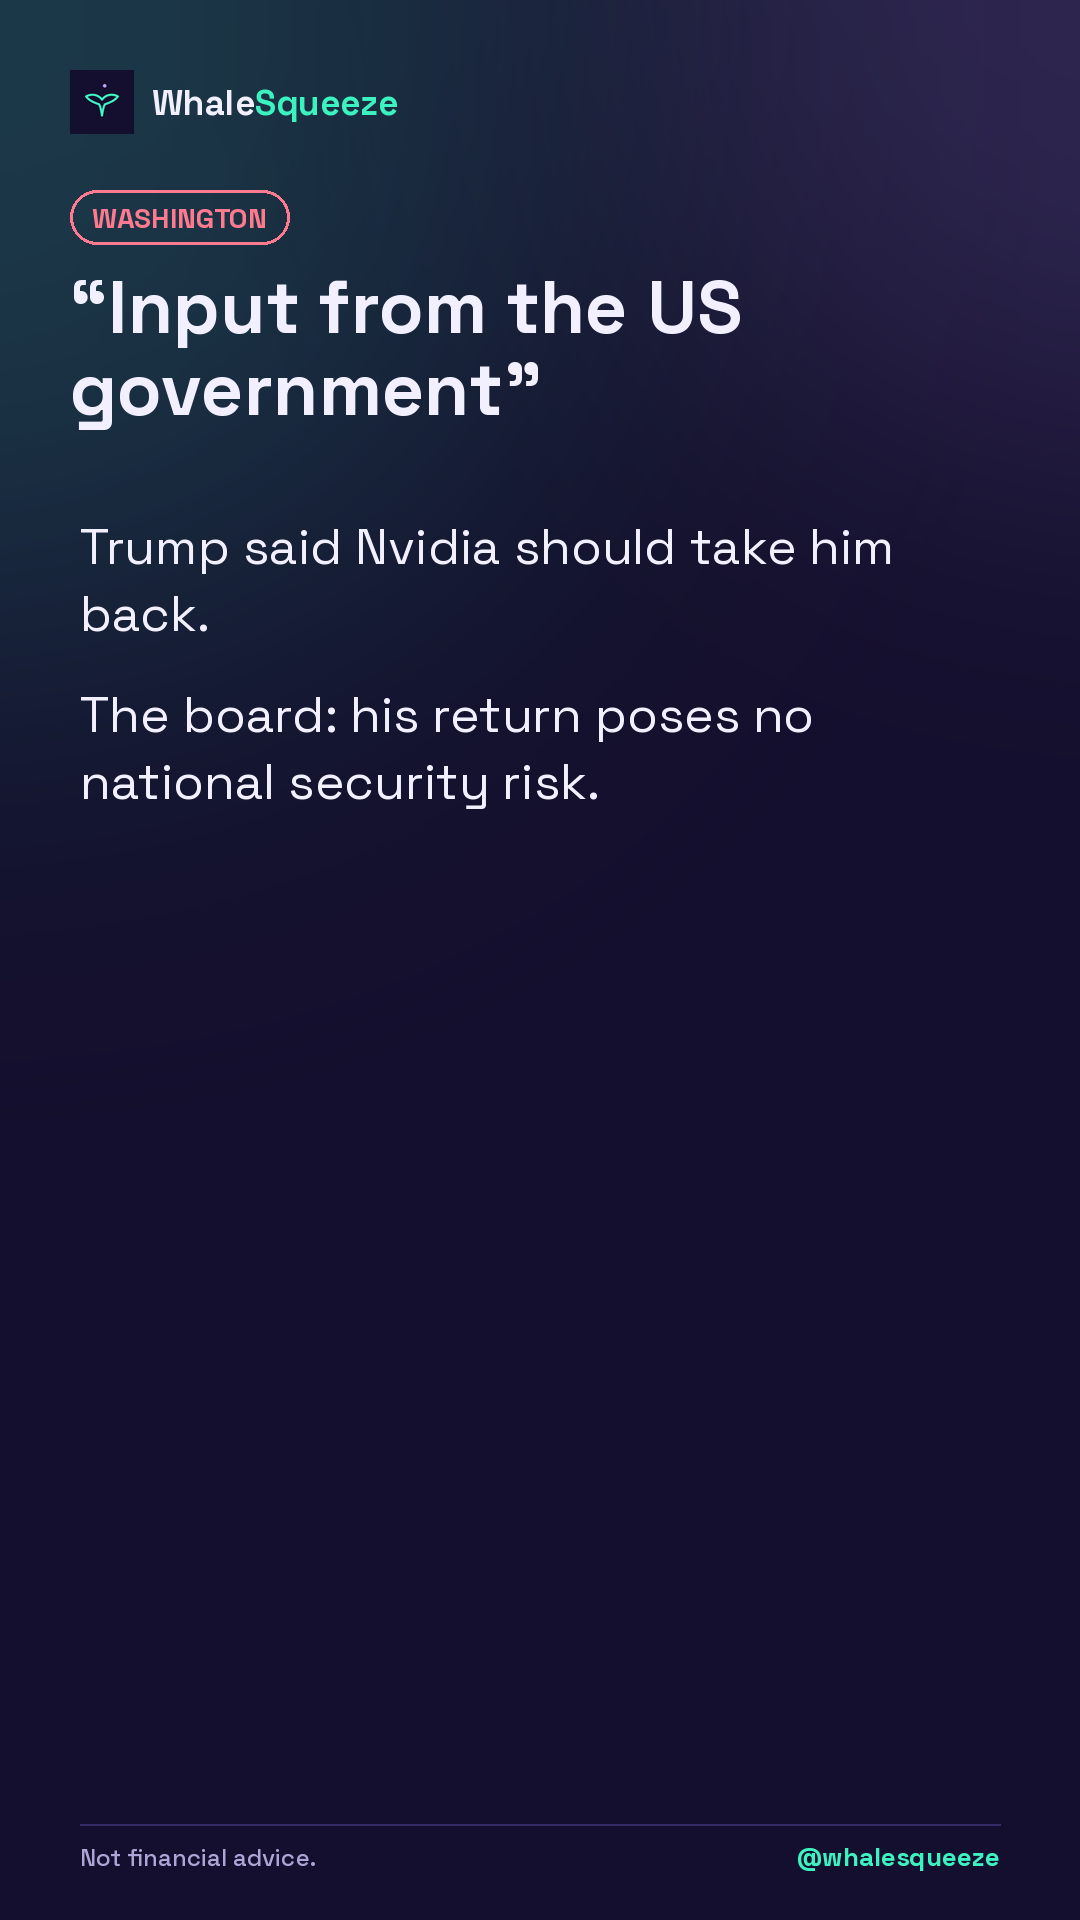 WhaleSqueeze
WASHINGTON
“Input from the US
government”
Trump said Nvidia should take him
back.
The board: his return poses no
national security risk.
Not financial advice.
@whalesqueeze